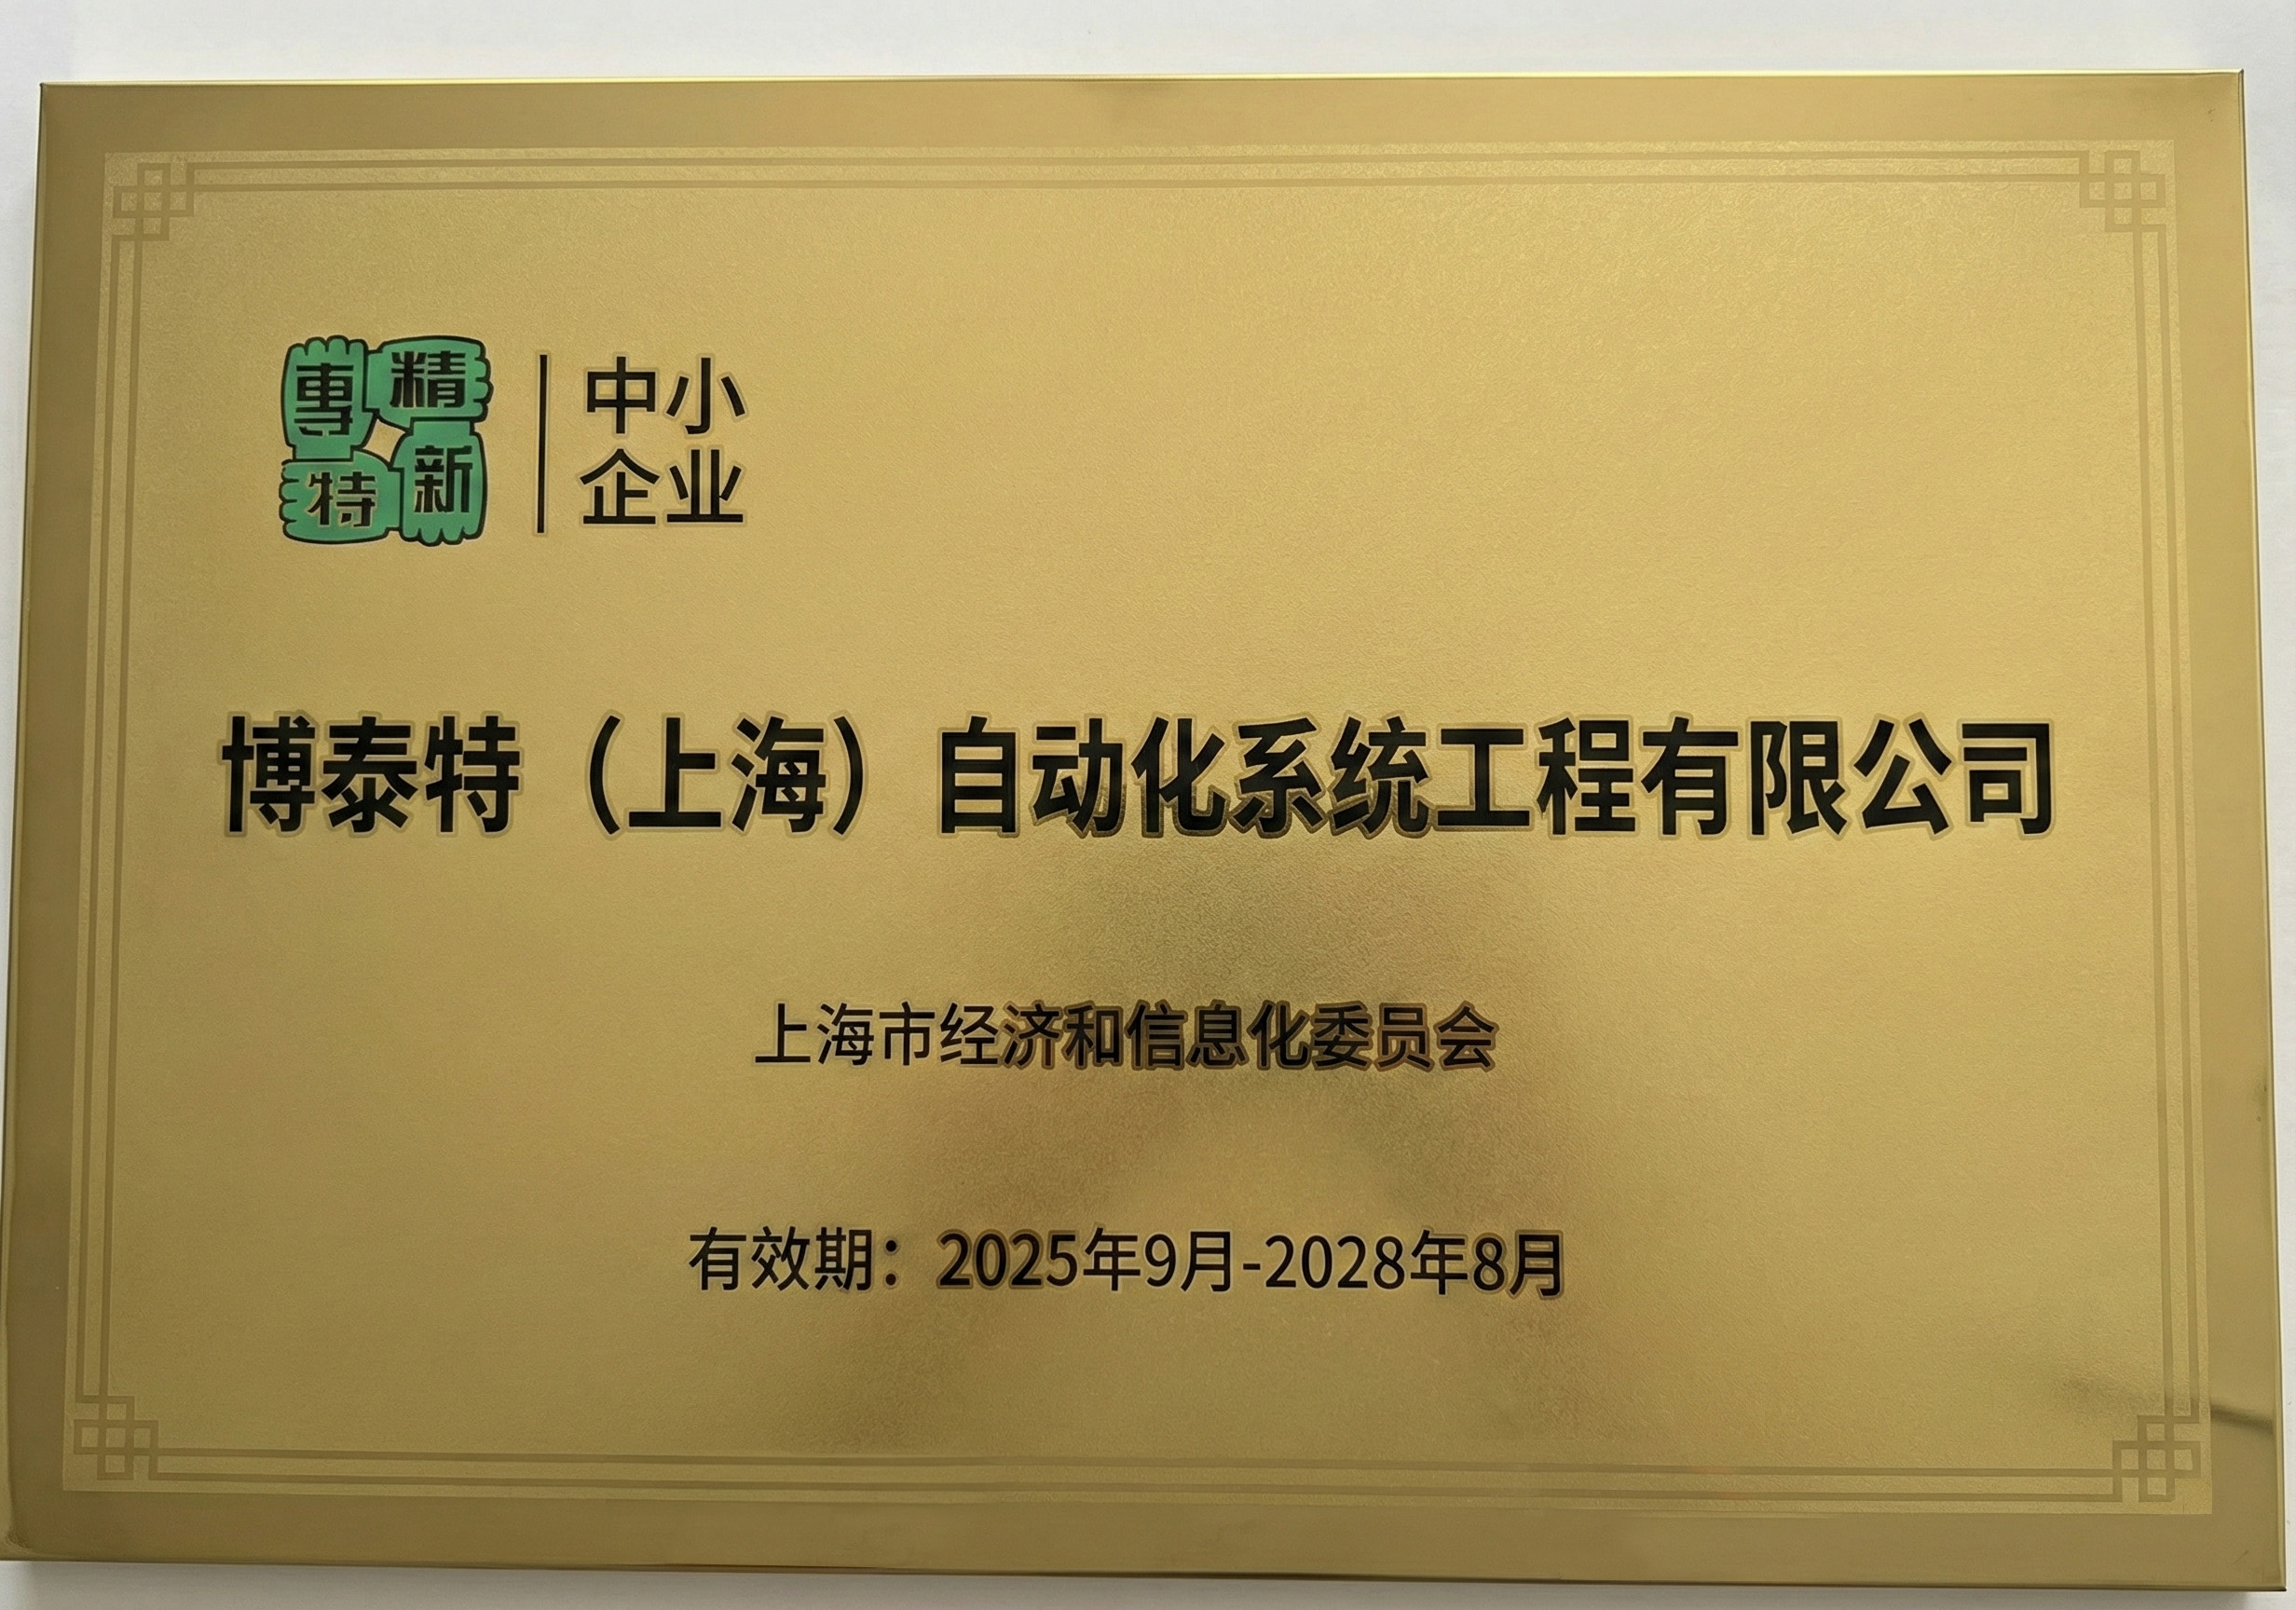 專精特新
中小
企业
博泰特（上海）自动化系统工程有限公司
上海市经济和信息化委员会
有效期：2025年9月-2028年8月